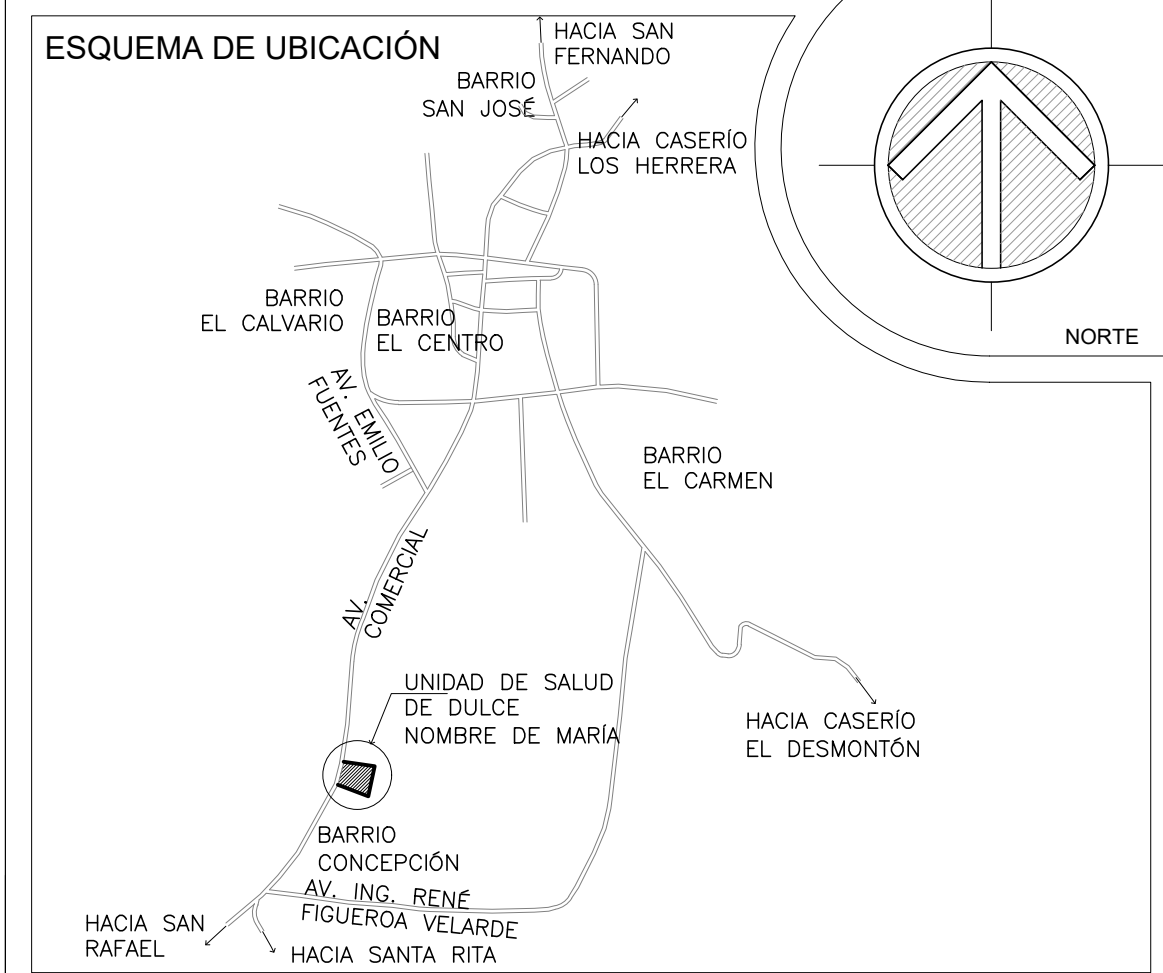 ESQUEMA DE UBICACIÓN
HACIA SAN
FERNANDO
BARRIO
SAN JOSÉ
HACIA CASERÍO
LOS HERRERA
NORTE
BARRIO
EL CALVARIO
BARRIO
EL CENTRO
AV. EMILIO
FUENTES
BARRIO
EL CARMEN
AV.
COMERCIAL
UNIDAD DE SALUD
DE DULCE
NOMBRE DE MARÍA
HACIA CASERÍO
EL DESMONTÓN
BARRIO
CONCEPCIÓN
AV. ING. RENÉ
FIGUEROA VELARDE
HACIA SAN
RAFAEL
HACIA SANTA RITA